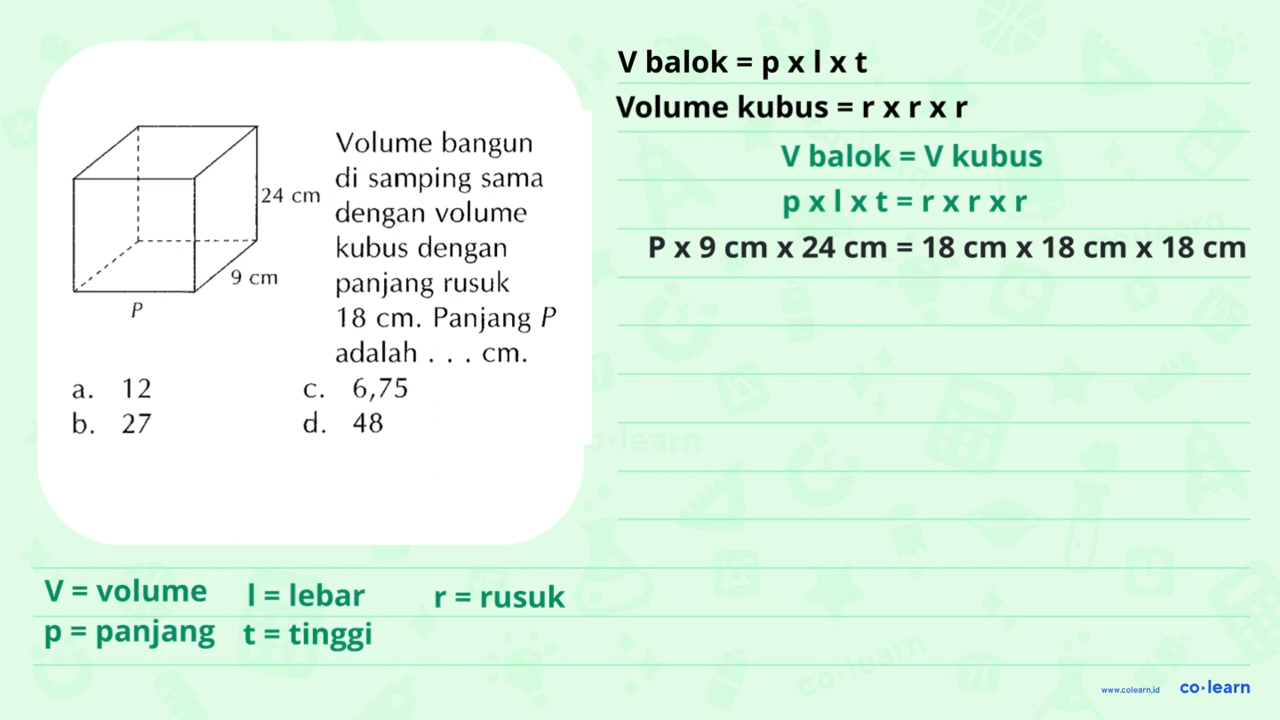 24 cm
9 cm
P
Volume bangun
di samping sama
dengan volume
kubus dengan
panjang rusuk
18 cm. Panjang P
adalah . . . cm.
a. 12 c. 6,75
b. 27 d. 48
V balok = p x l x t
Volume kubus = r x r x r
V balok = V kubus
p x l x t = r x r x r
P x 9 cm x 24 cm = 18 cm x 18 cm x 18 cm
V = volume l = lebar r = rusuk
p = panjang t = tinggi
www.colearn.id co·learn